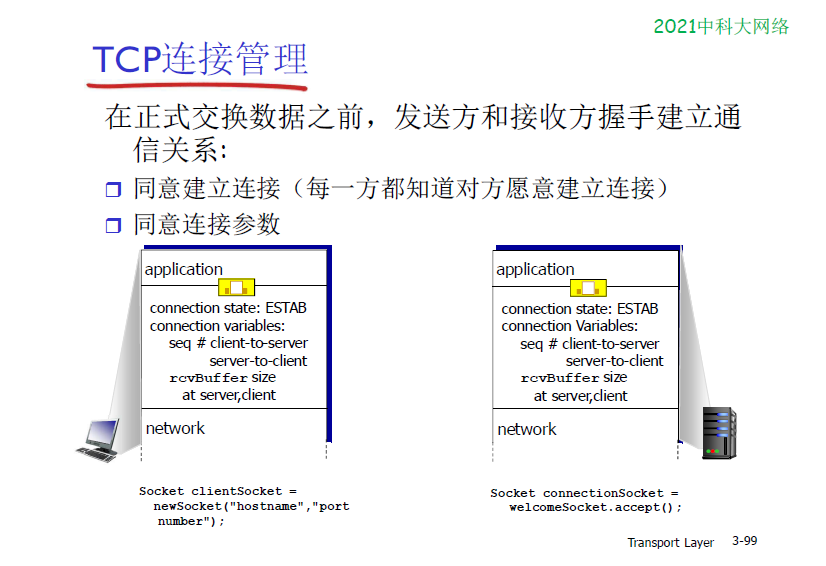 2021中科大网络
TCP连接管理
在正式交换数据之前，发送方和接收方握手建立通
信关系:
同意建立连接（每一方都知道对方愿意建立连接）
同意连接参数
application
connection state: ESTAB
connection variables:
seq # client-to-server
server-to-client
rcvBuffer size
at server,client
network
application
connection state: ESTAB
connection Variables:
seq # client-to-server
server-to-client
rcvBuffer size
at server,client
network
Socket clientSocket =
newSocket("hostname","port
number");
Socket connectionSocket =
welcomeSocket.accept();
Transport Layer 3-99